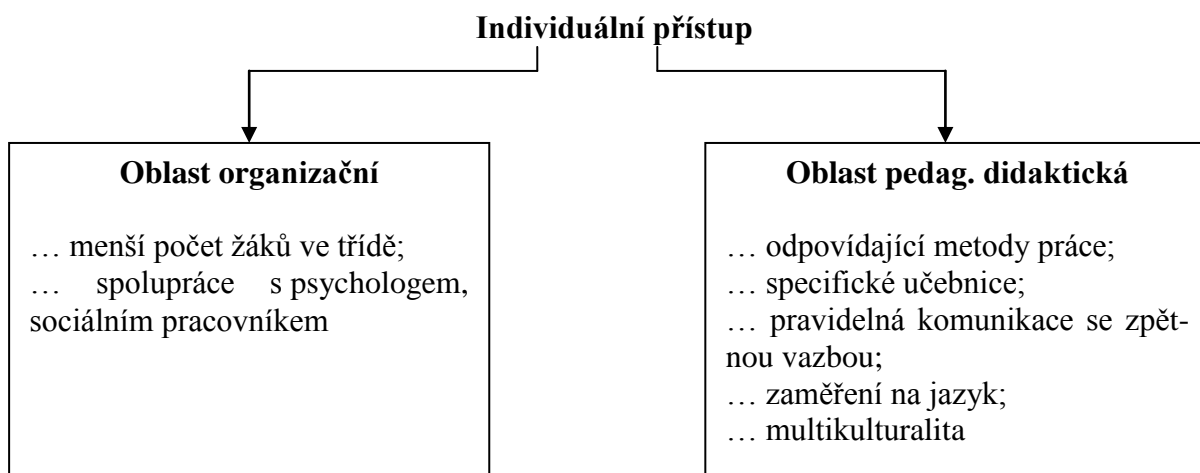 Individuální přístup
Oblast organizační
… menší počet žáků ve třídě;
… spolupráce s psychologem,
sociálním pracovníkem
Oblast pedag. didaktická
… odpovídající metody práce;
… specifické učebnice;
… pravidelná komunikace se zpět-
nou vazbou;
… zaměření na jazyk;
… multikulturalita